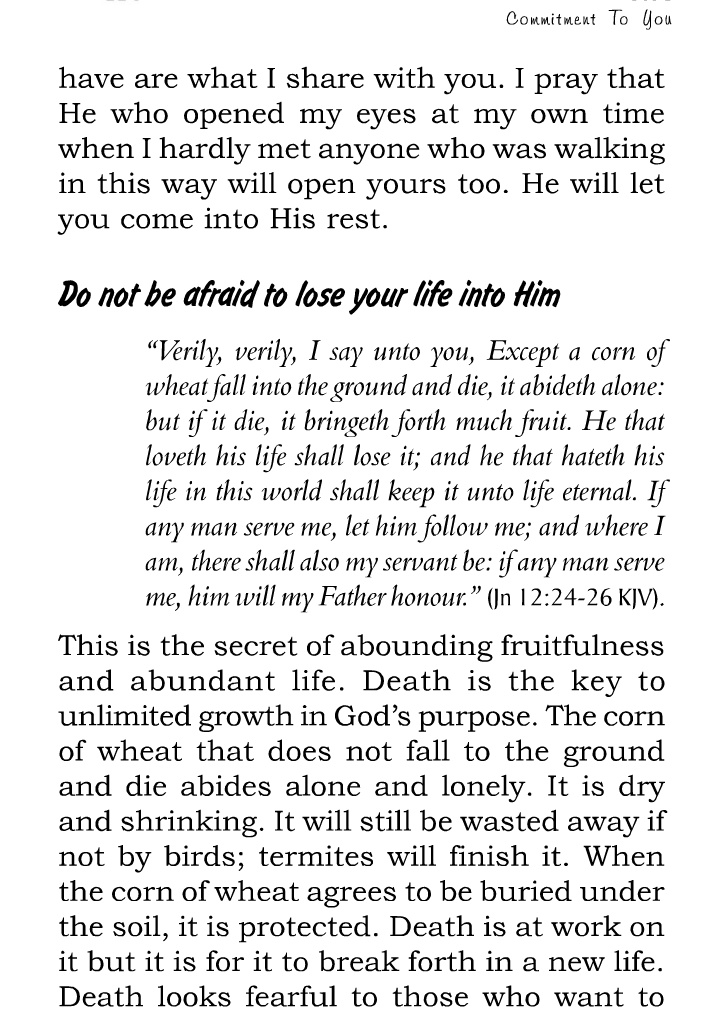 Commitment To You
have are what I share with you. I pray that
He who opened my eyes at my own time
when I hardly met anyone who was walking
in this way will open yours too. He will let
you come into His rest.
Do not be afraid to lose your life into Him
“Verily, verily, I say unto you, Except a corn of
wheat fall into the ground and die, it abideth alone:
but if it die, it bringeth forth much fruit. He that
loveth his life shall lose it; and he that hateth his
life in this world shall keep it unto life eternal. If
any man serve me, let him follow me; and where I
am, there shall also my servant be: if any man serve
me, him will my Father honour.” (Jn 12:24-26 KJV).
This is the secret of abounding fruitfulness
and abundant life. Death is the key to
unlimited growth in God’s purpose. The corn
of wheat that does not fall to the ground
and die abides alone and lonely. It is dry
and shrinking. It will still be wasted away if
not by birds; termites will finish it. When
the corn of wheat agrees to be buried under
the soil, it is protected. Death is at work on
it but it is for it to break forth in a new life.
Death looks fearful to those who want to